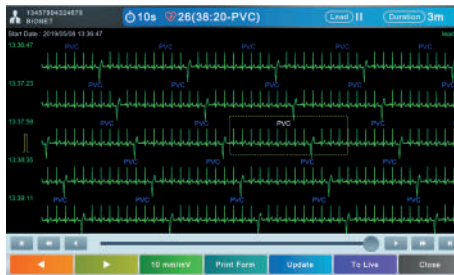 13457894324878
BIONET
10s 26(38:20-PVC) Lead II Duration 3m
Start Date : 2019/05/08 13:36:47
13:36:47 PVC PVC PVC PVC PVC
13:37:23 PVC PVC PVC PVC
13:37:59 PVC PVC PVC PVC
13:38:35 PVC PVC PVC PVC
13:39:11 PVC PVC PVC PVC PVC
10 mm/mV Print Form Update To Live Close